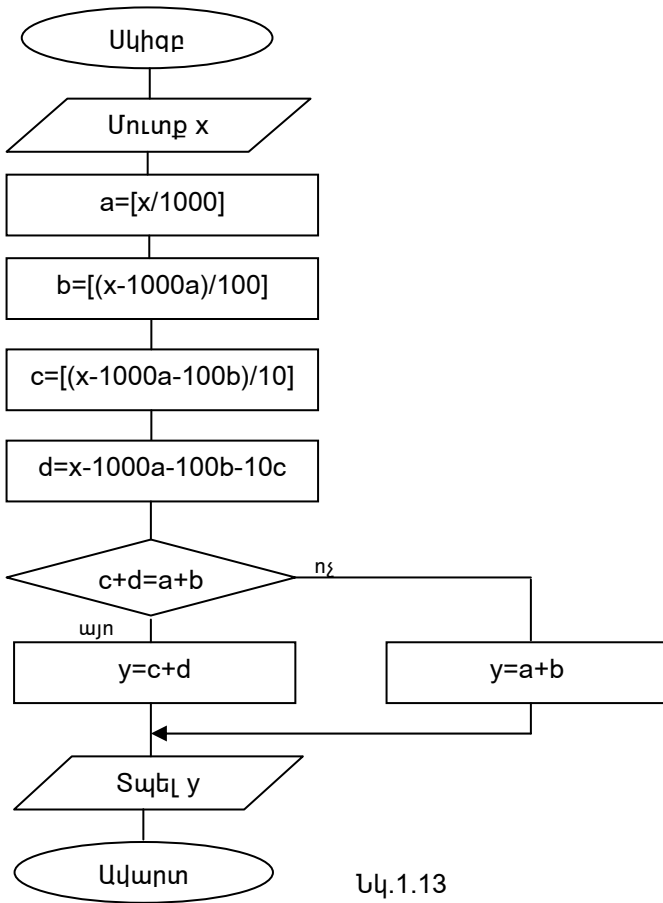 Սկիզբ
Մուտք x
a=[x/1000]
b=[(x-1000a)/100]
c=[(x-1000a-100b)/10]
d=x-1000a-100b-10c
c+d=a+b
ոչ
այո
y=c+d
y=a+b
Տպել y
Ավարտ
Նկ.1.13